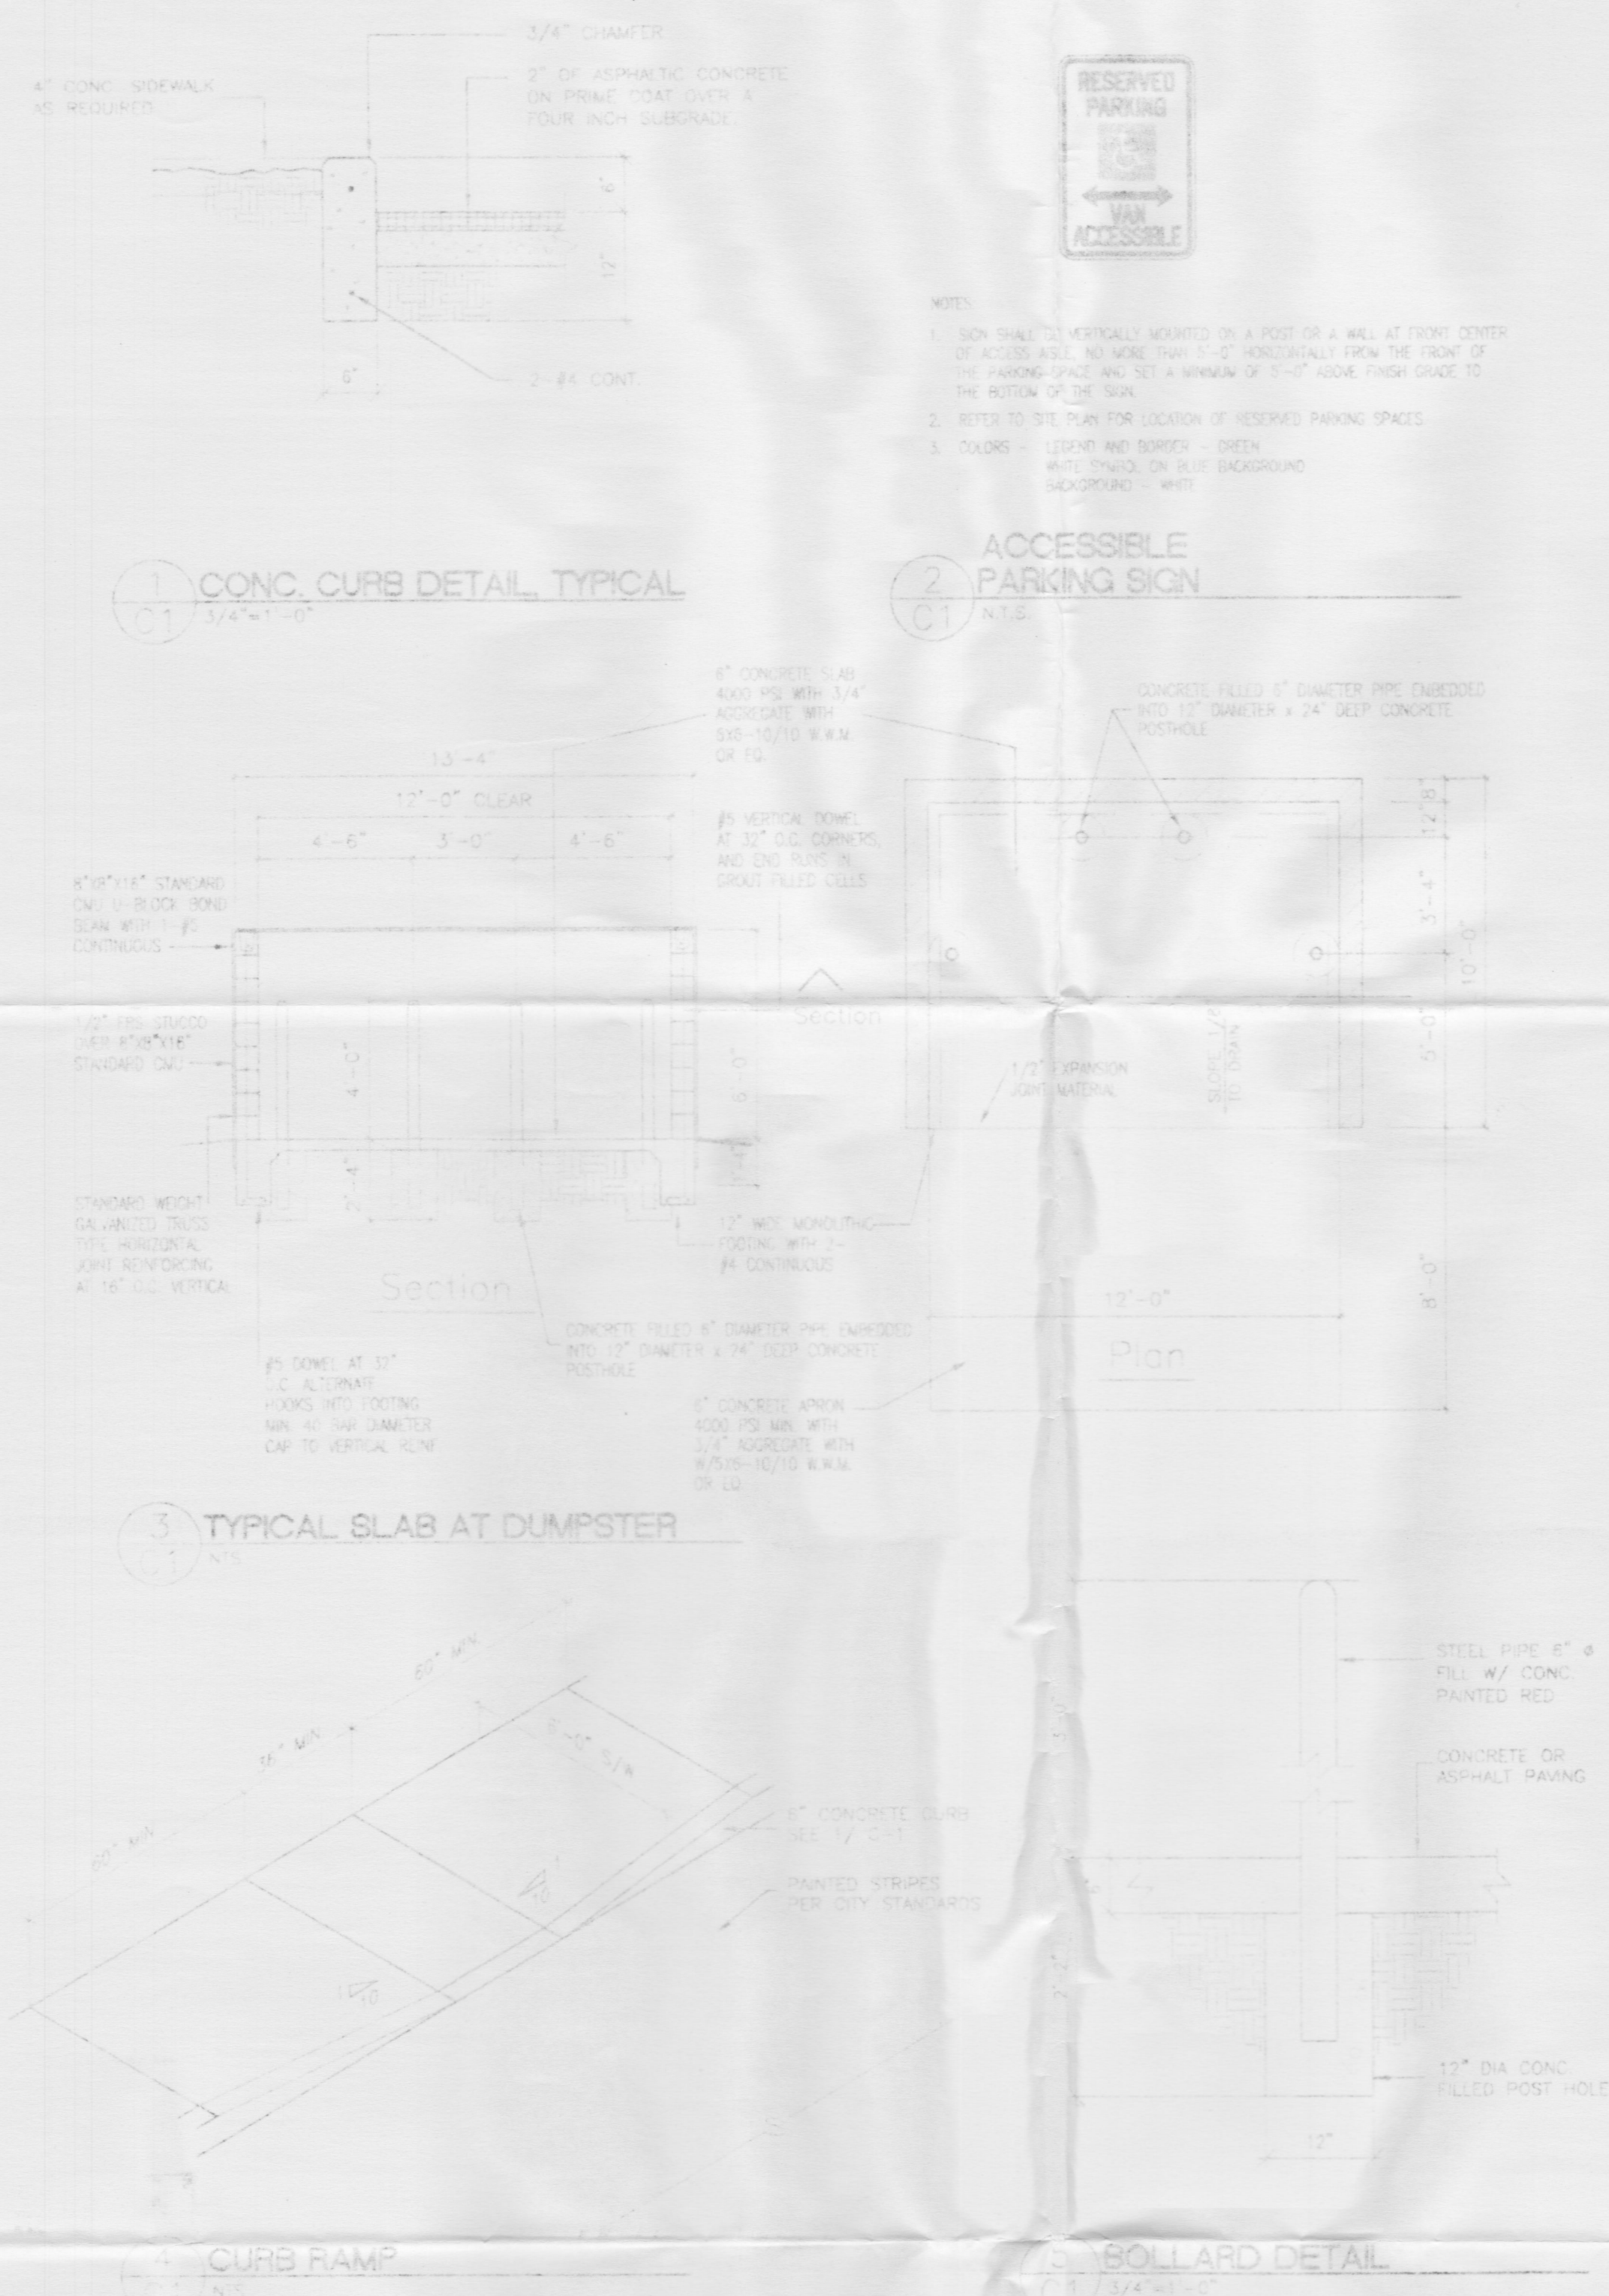 3/4" CHAMFER
4" CONC. SIDEWALK
AS REQUIRED
2" OF ASPHALTIC CONCRETE
ON PRIME COAT OVER A
FOUR INCH SUBGRADE.
6"
12"
6"
2-#4 CONT.
1
C1
CONC. CURB DETAIL, TYPICAL
3/4"=1'-0"
RESERVED
PARKING
VAN
ACCESSIBLE
NOTES
1. SIGN SHALL BE VERTICALLY MOUNTED ON A POST OR A WALL AT FRONT CENTER
OF ACCESS AISLE, NO MORE THAN 5'-0" HORIZONTALLY FROM THE FRONT OF
THE PARKING SPACE AND SET A MINIMUM OF 5'-0" ABOVE FINISH GRADE TO
THE BOTTOM OF THE SIGN.
2. REFER TO SITE PLAN FOR LOCATION OF RESERVED PARKING SPACES
3. COLORS - LEGEND AND BORDER - GREEN
WHITE SYMBOL ON BLUE BACKGROUND
BACKGROUND - WHITE
2
C1
ACCESSIBLE
PARKING SIGN
N.T.S.
6" CONCRETE SLAB
4000 PSI WITH 3/4"
AGGREGATE WITH
6X6-10/10 W.W.M.
OR EQ.
13'-4"
12'-0" CLEAR
4'-6"
3'-0"
4'-6"
#5 VERTICAL DOWEL
AT 32" O.C. CORNERS,
AND END RUNS IN
GROUT FILLED CELLS
8"X8"X16" STANDARD
CMU U-BLOCK BOND
BEAM WITH 1-#5
CONTINUOUS
1/2" STUCCO
OVER 8"X8"X16"
STANDARD CMU
4'-0"
6'-0"
2'-4"
STANDARD WEIGHT
GALVANIZED TRUSS
TYPE HORIZONTAL
JOINT REINFORCING
AT 16" O.C. VERTICAL
Section
12" WIDE MONOLITHIC
FOOTING WITH 2-
#4 CONTINUOUS
CONCRETE FILLED 6" DIAMETER PIPE EMBEDDED
INTO 12" DIAMETER x 24" DEEP CONCRETE
POSTHOLE
#5 DOWEL AT 32"
O.C. ALTERNATE
HOOKS INTO FOOTING
MIN. 40 BAR DIAMETER
CAP TO VERTICAL REINF
6" CONCRETE APRON
4000 PSI MIN. WITH
3/4" AGGREGATE WITH
W/6X6-10/10 W.W.M.
OR EQ
CONCRETE FILLED 6" DIAMETER PIPE EMBEDDED
INTO 12" DIAMETER x 24" DEEP CONCRETE
POSTHOLE
Section
8"
12"
3'-4"
10'-0"
5'-0"
8'-0"
1/2" EXPANSION
JOINT MATERIAL
SLOPE 1/8
TO DRAIN
12'-0"
Plan
3
C1
TYPICAL SLAB AT DUMPSTER
NTS
60" MIN
36" MIN
60" MIN
S/W
6" CONCRETE CURB
SEE 1/ C-1
PAINTED STRIPES
PER CITY STANDARDS
1
10
10
4
CURB RAMP
NTS
STEEL PIPE 6" ø
FILL W/ CONC.
PAINTED RED
CONCRETE OR
ASPHALT PAVING
6"
2'-2"
12" DIA CONC.
FILLED POST HOLE
12"
5
C1
BOLLARD DETAIL
3/4"=1'-0"